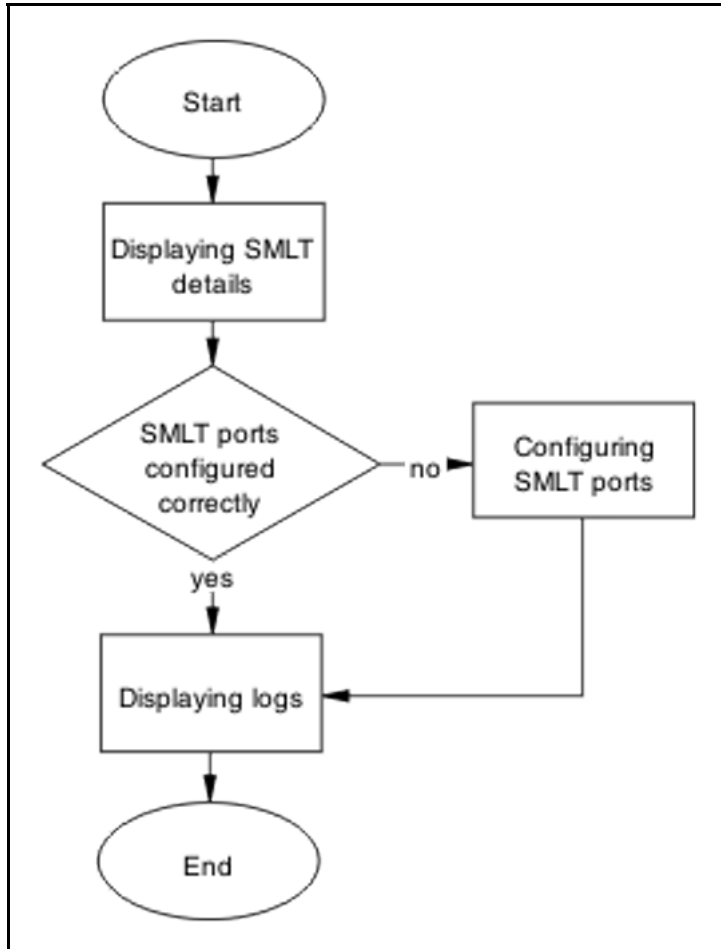 Start
Displaying SMLT
details
SMLT ports
configured
correctly
no
Configuring
SMLT ports
yes
Displaying logs
End